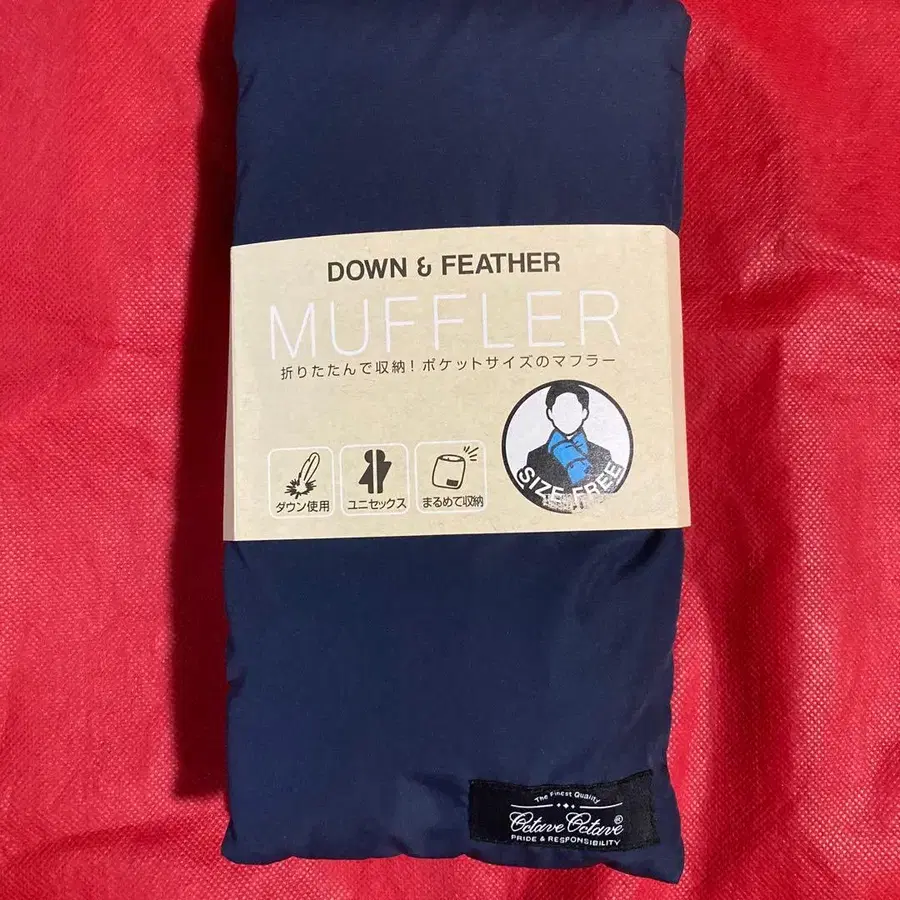 DOWN & FEATHER
MUFFLER
折りたたんで収納!ポケットサイズのマフラー
ダウン使用
ユニセックス
まるめて収納
SIZE FREE
The Finest Quality
Octave Octave®
PRIDE & RESPONSIBILITY